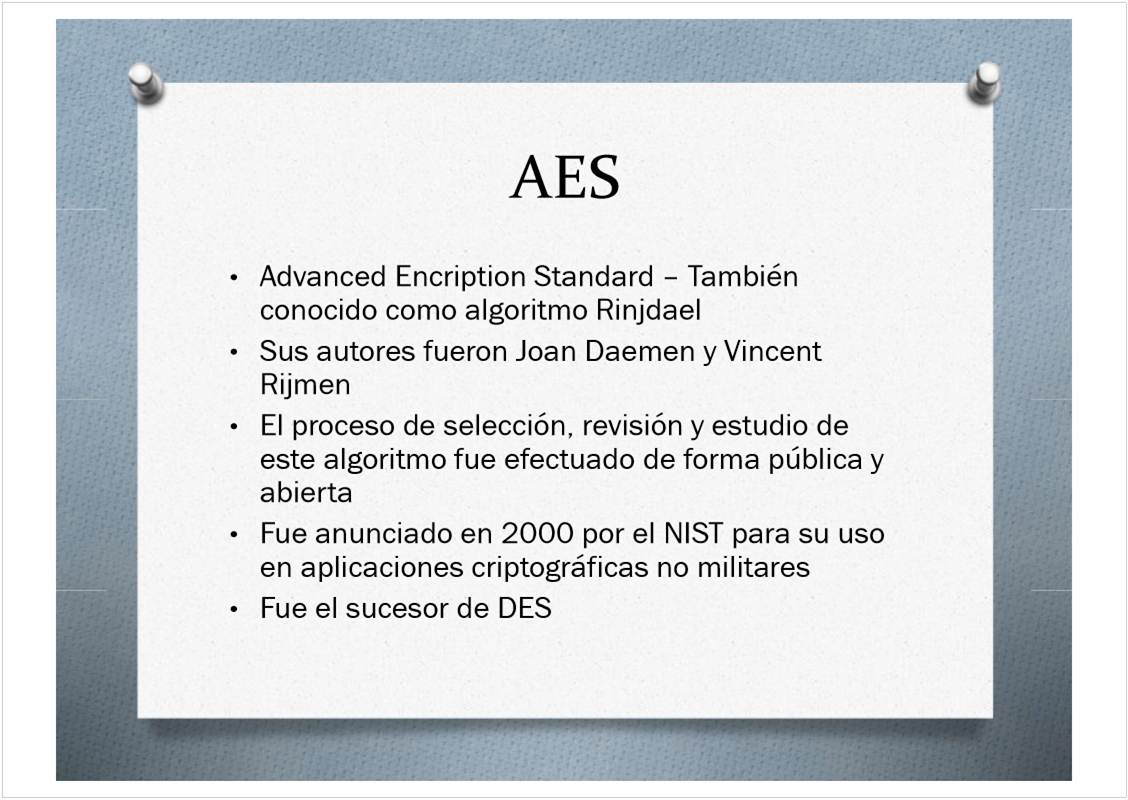 AES
• Advanced Encription Standard – También
conocido como algoritmo Rinjdael
• Sus autores fueron Joan Daemen y Vincent
Rijmen
• El proceso de selección, revisión y estudio de
este algoritmo fue efectuado de forma pública y
abierta
• Fue anunciado en 2000 por el NIST para su uso
en aplicaciones criptográficas no militares
• Fue el sucesor de DES